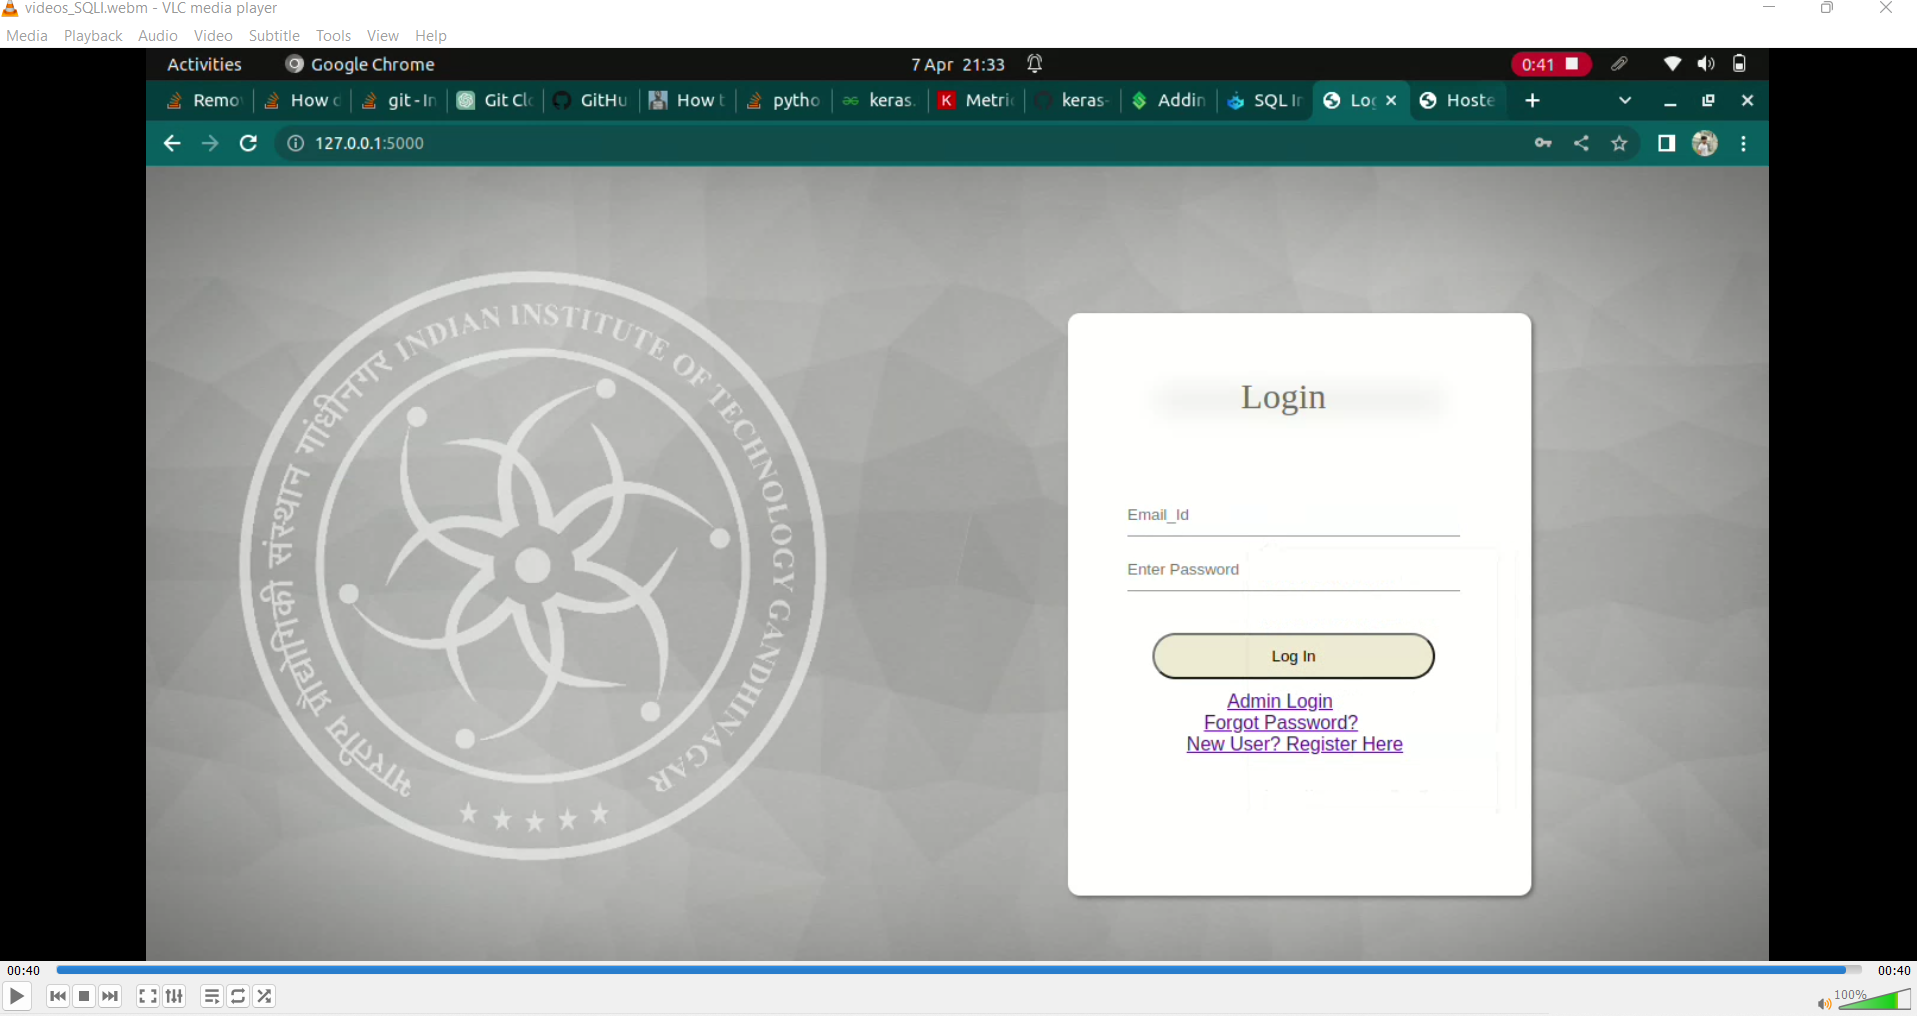 videos_SQLI.webm - VLC media player
Media Playback Audio Video Subtitle Tools View Help
Activities Google Chrome 7 Apr 21:33 0:41
Remo How git - In Git Cl GitHu How t pytho keras. Metri keras- Addin SQL In Lo Hoste
127.0.0.1:5000
INDIAN INSTITUTE OF TECHNOLOGY GANDHINAGAR
भारतीय प्रौद्योगिकी संस्थान गांधीनगर
Login
Email_Id
Enter Password
Log In
Admin Login
Forgot Password?
New User? Register Here
00:40 00:40
100%